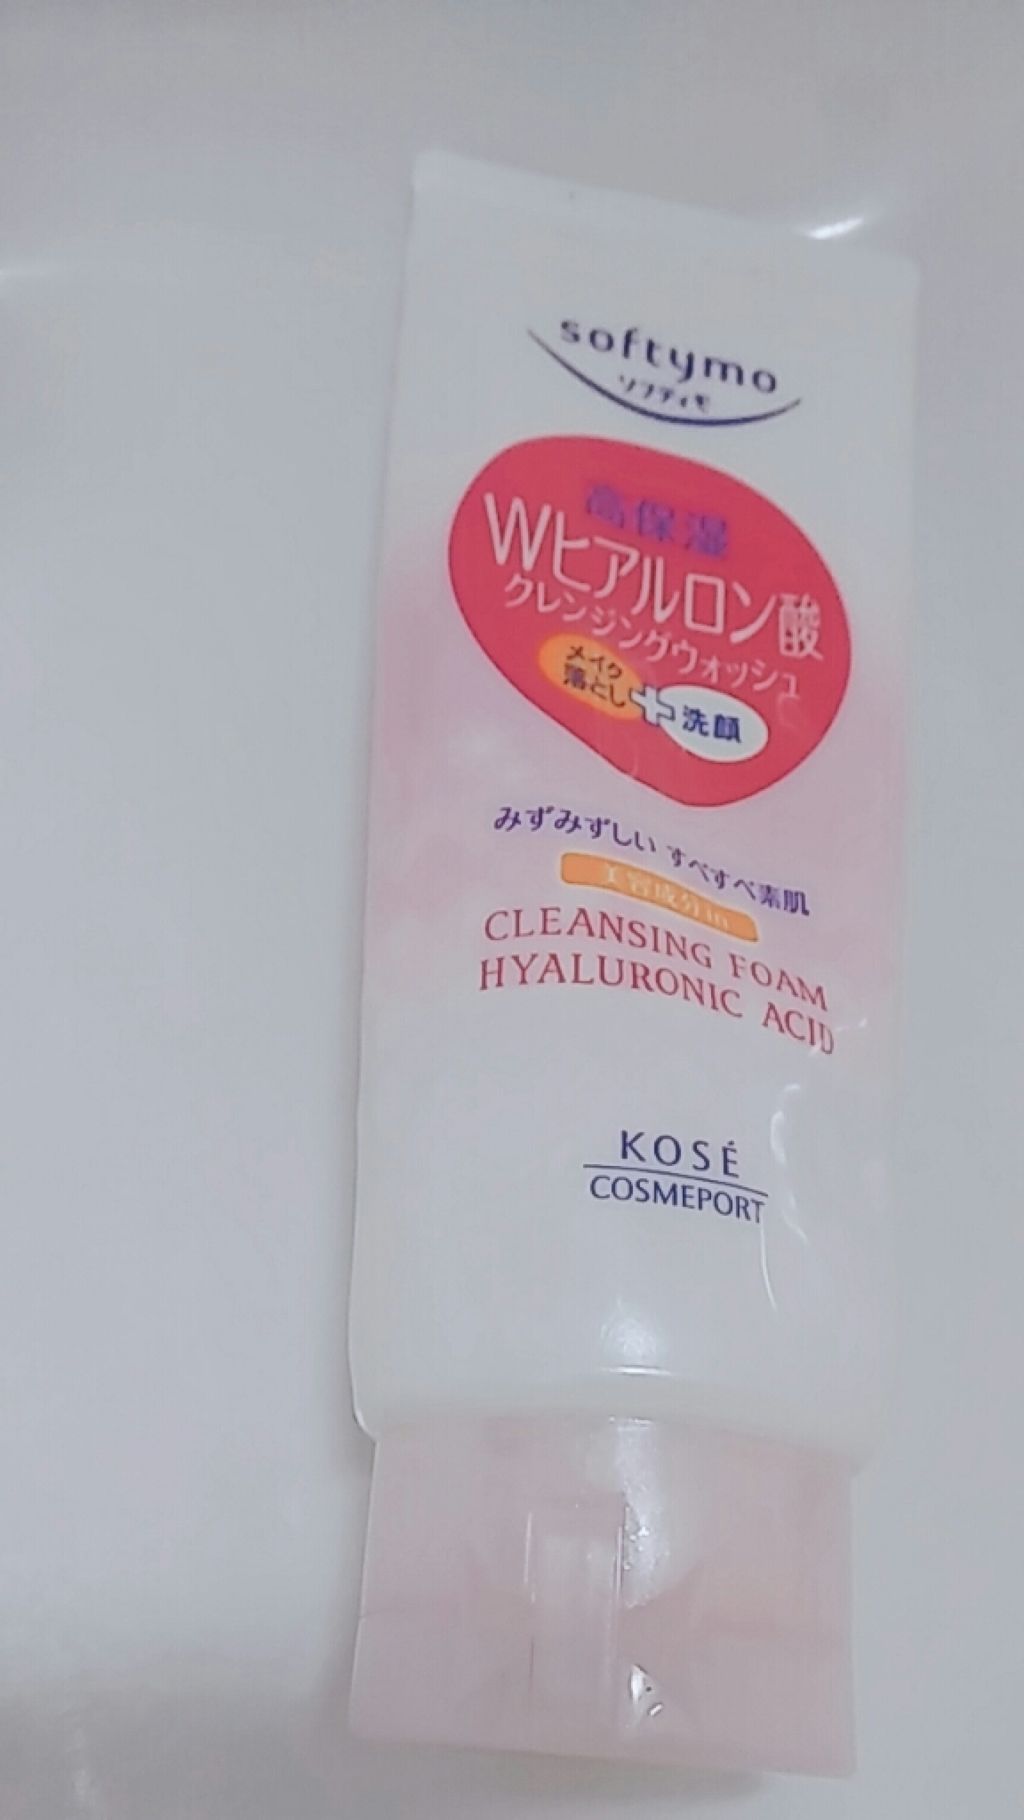 softymo
ソフティモ
高保湿
Wヒアルロン酸
クレンジングウォッシュ
メイク
落とし
+
洗顔
みずみずしい すべすべ素肌
美容成分in
CLEANSING FOAM
HYALURONIC ACID
KOSÉ
COSMEPORT